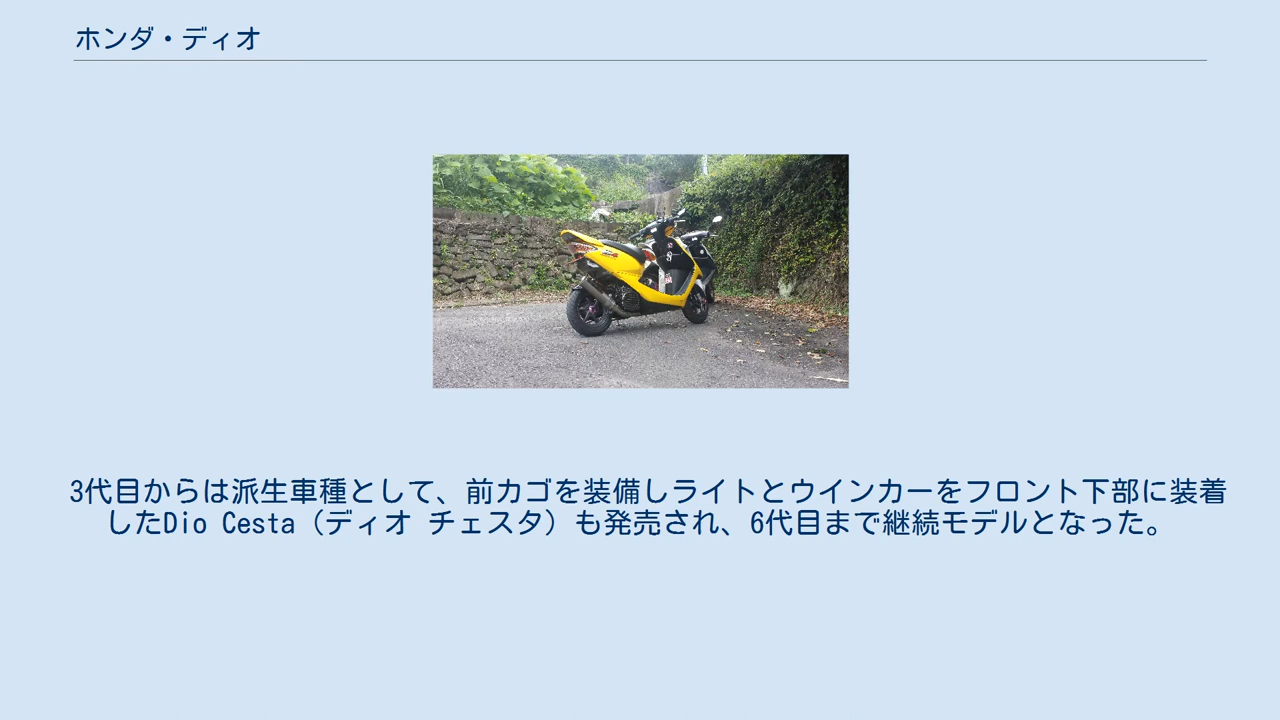 ホンダ・ディオ
3代目からは派生車種として、前カゴを装備しライトとウインカーをフロント下部に装着
したDio Cesta（ディオ チェスタ）も発売され、6代目まで継続モデルとなった。